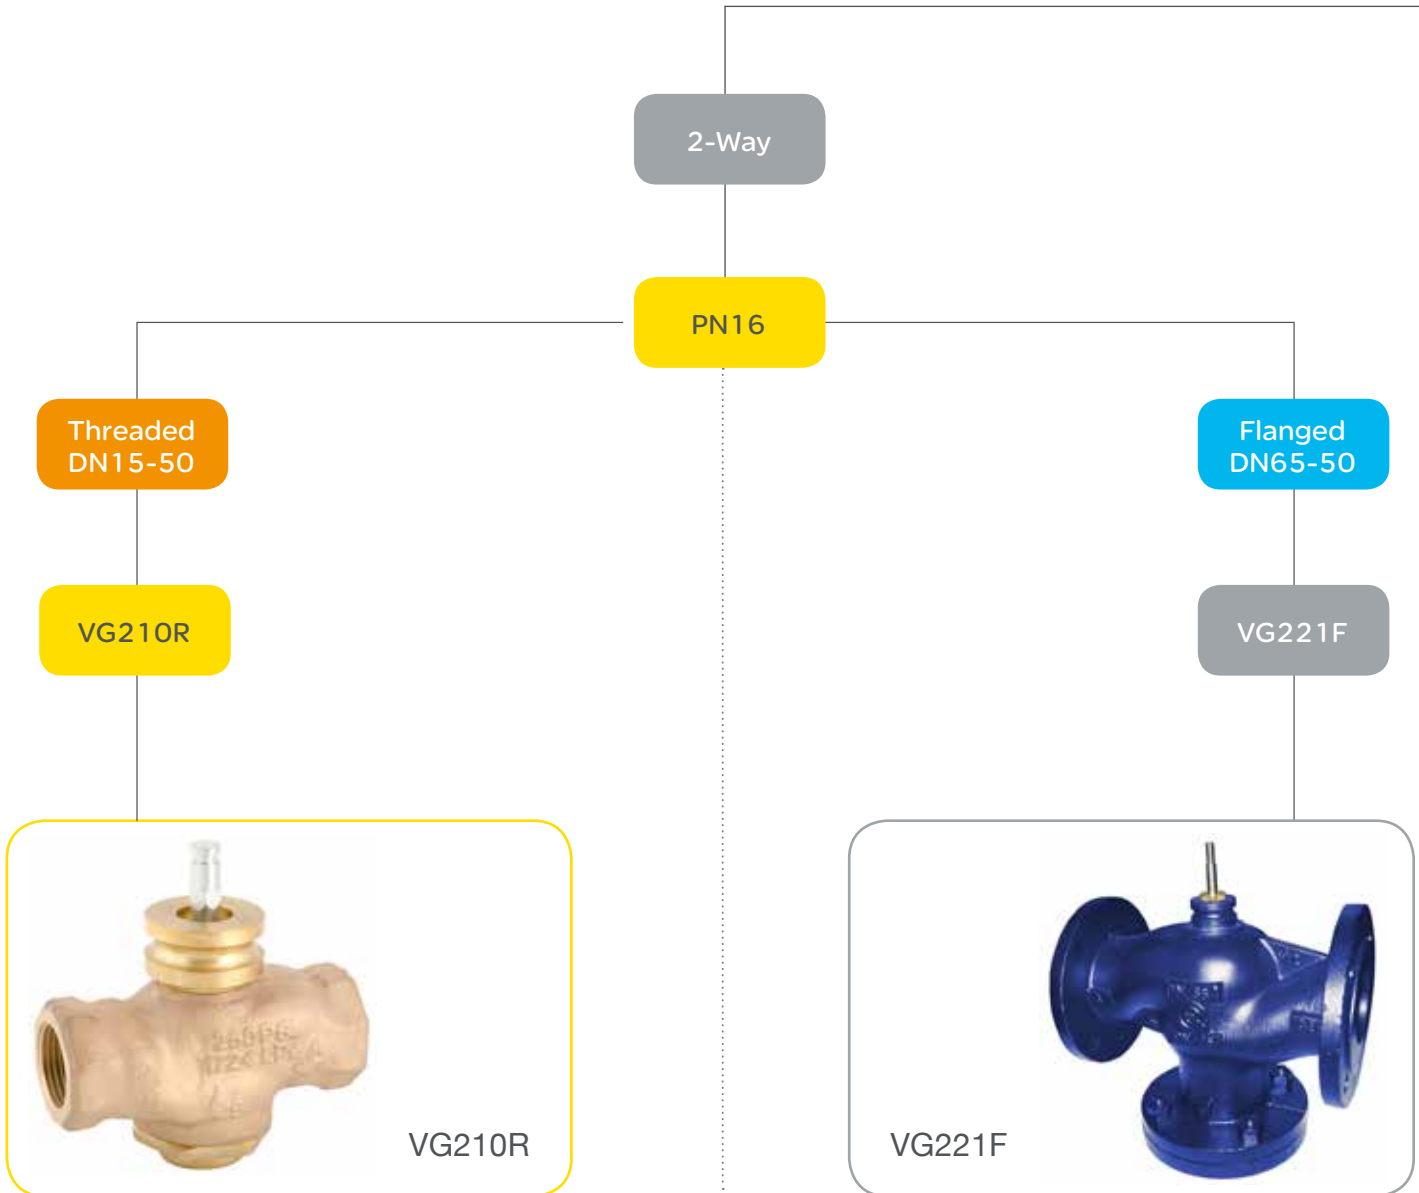 2-Way
PN16
Threaded
DN15-50
Flanged
DN65-50
VG210R
VG221F
VG210R
VG221F